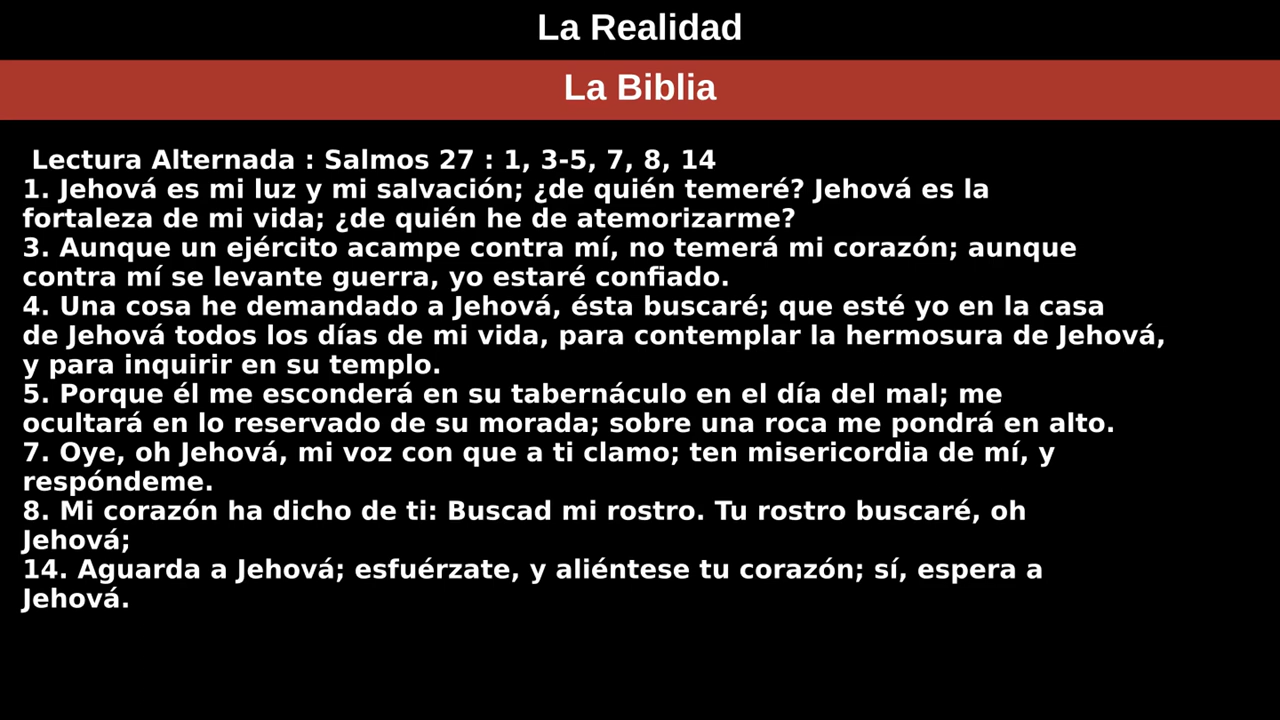 La Realidad
La Biblia
Lectura Alternada : Salmos 27 : 1, 3-5, 7, 8, 14
1. Jehová es mi luz y mi salvación; ¿de quién temeré? Jehová es la
fortaleza de mi vida; ¿de quién he de atemorizarme?
3. Aunque un ejército acampe contra mí, no temerá mi corazón; aunque
contra mí se levante guerra, yo estaré confiado.
4. Una cosa he demandado a Jehová, ésta buscaré; que esté yo en la casa
de Jehová todos los días de mi vida, para contemplar la hermosura de Jehová,
y para inquirir en su templo.
5. Porque él me esconderá en su tabernáculo en el día del mal; me
ocultará en lo reservado de su morada; sobre una roca me pondrá en alto.
7. Oye, oh Jehová, mi voz con que a ti clamo; ten misericordia de mí, y
respóndeme.
8. Mi corazón ha dicho de ti: Buscad mi rostro. Tu rostro buscaré, oh
Jehová;
14. Aguarda a Jehová; esfuérzate, y aliéntese tu corazón; sí, espera a
Jehová.